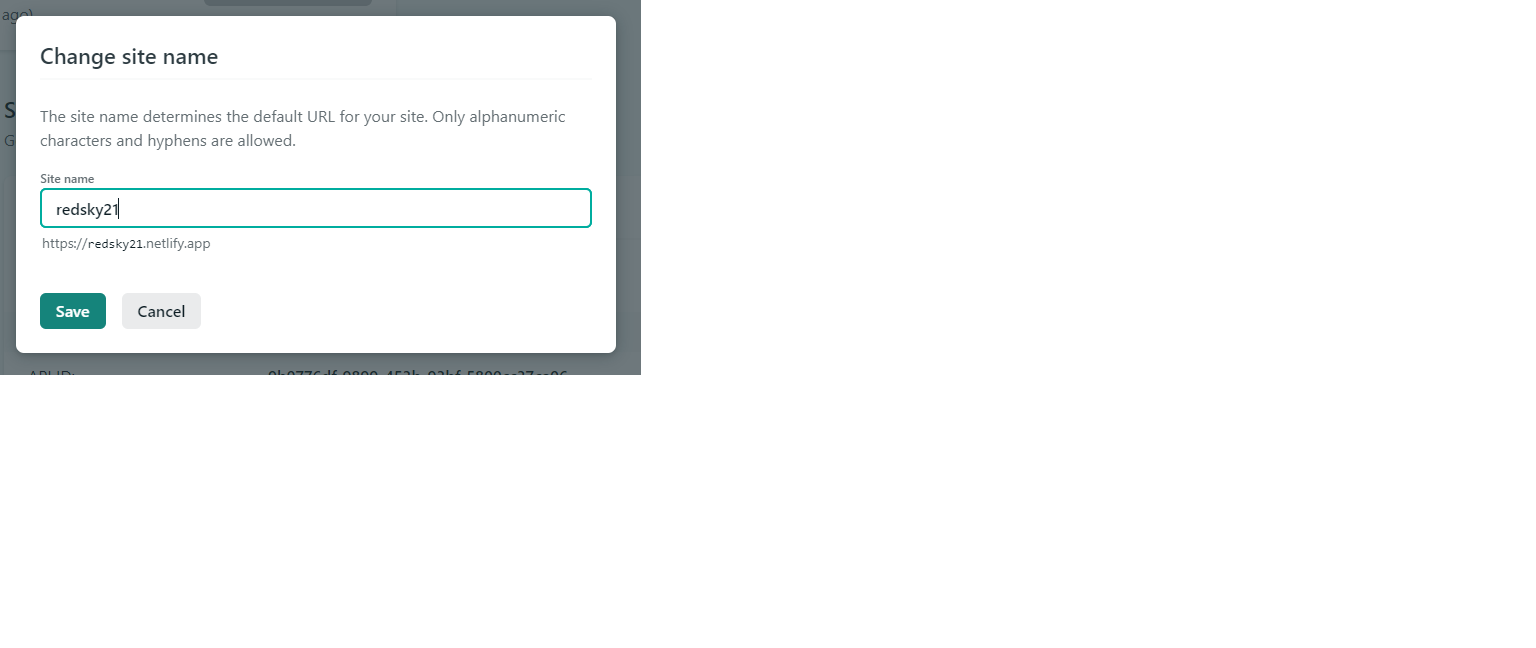 ago)
Change site name
S
The site name determines the default URL for your site. Only alphanumeric
characters and hyphens are allowed.
G
Site name
redsky21
https://redsky21.netlify.app
Save Cancel
API ID: